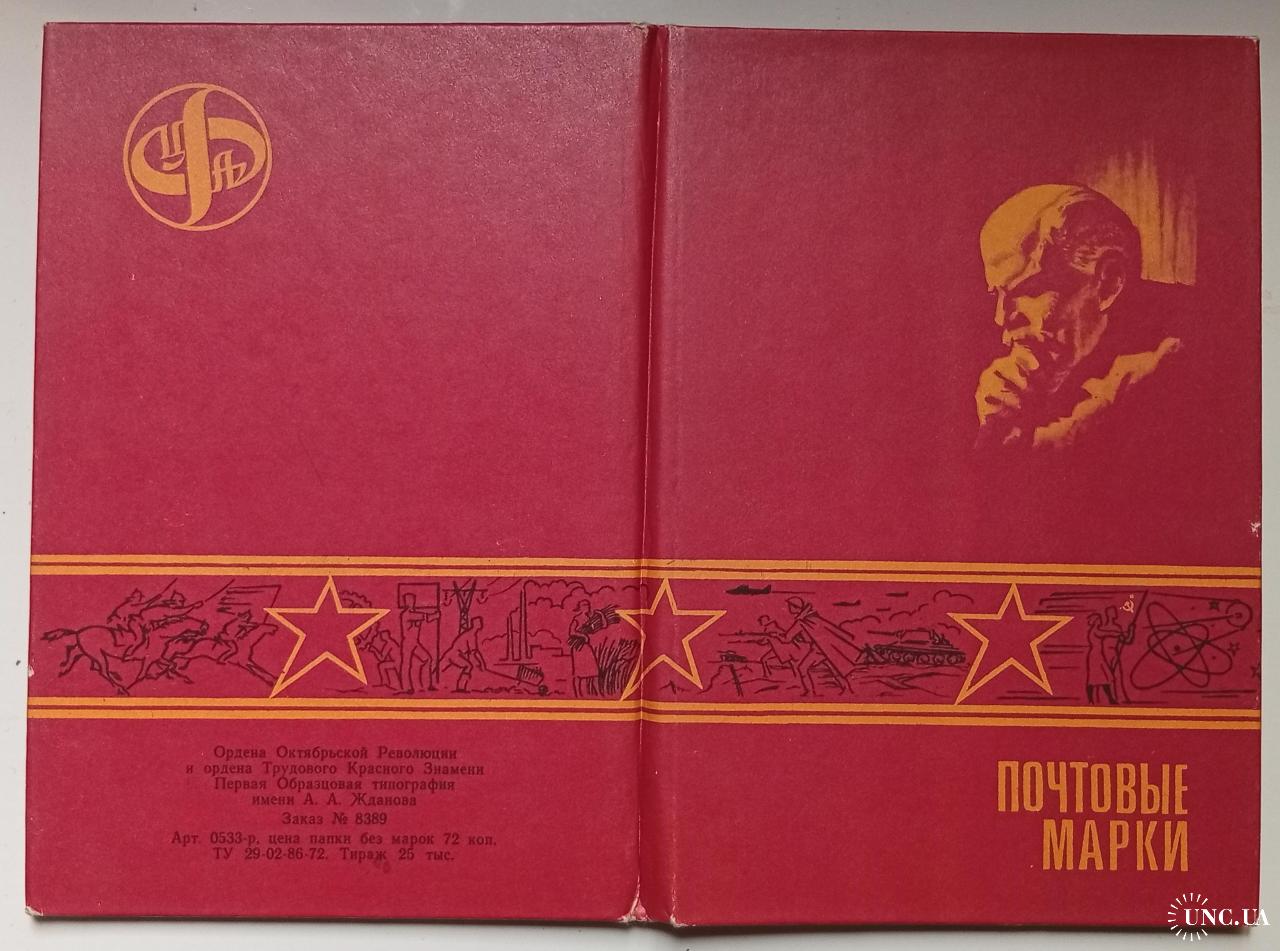 ЦФА
Ордена Октябрьской Революции
и ордена Трудового Красного Знамени
Первая Образцовая типография
имени А. А. Жданова
Заказ № 8389
Арт. 0533-р, цена папки без марок 72 коп.
ТУ 29-02-86-72. Тираж 25 тыс.
ПОЧТОВЫЕ
МАРКИ
UNC.UA